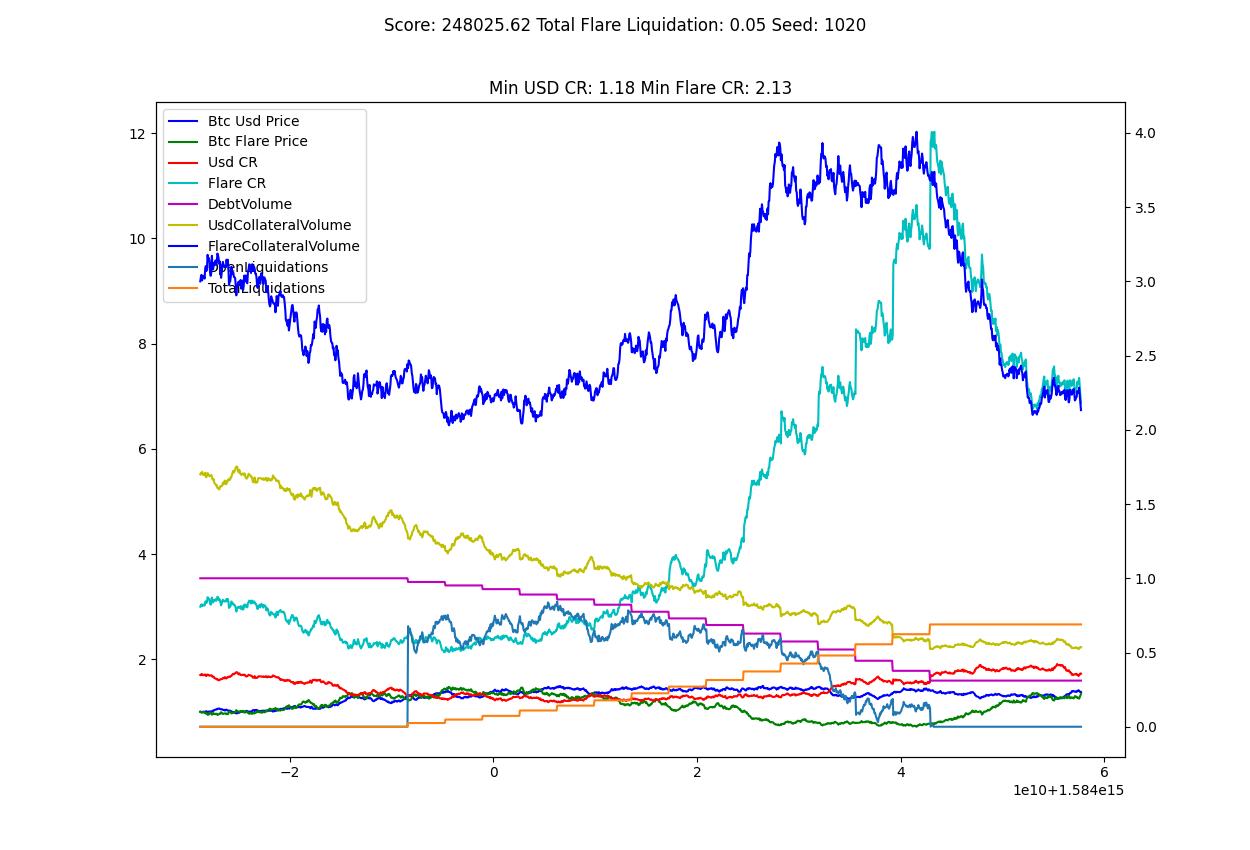 Score: 248025.62 Total Flare Liquidation: 0.05 Seed: 1020
Min USD CR: 1.18 Min Flare CR: 2.13
Btc Usd Price
Btc Flare Price
Usd CR
Flare CR
DebtVolume
UsdCollateralVolume
FlareCollateralVolume
OpenLiquidations
TotalLiquidations
12
10
8
6
4
2
4.0
3.5
3.0
2.5
2.0
1.5
1.0
0.5
0.0
−2 0 2 4 6
1e10+1.584e15